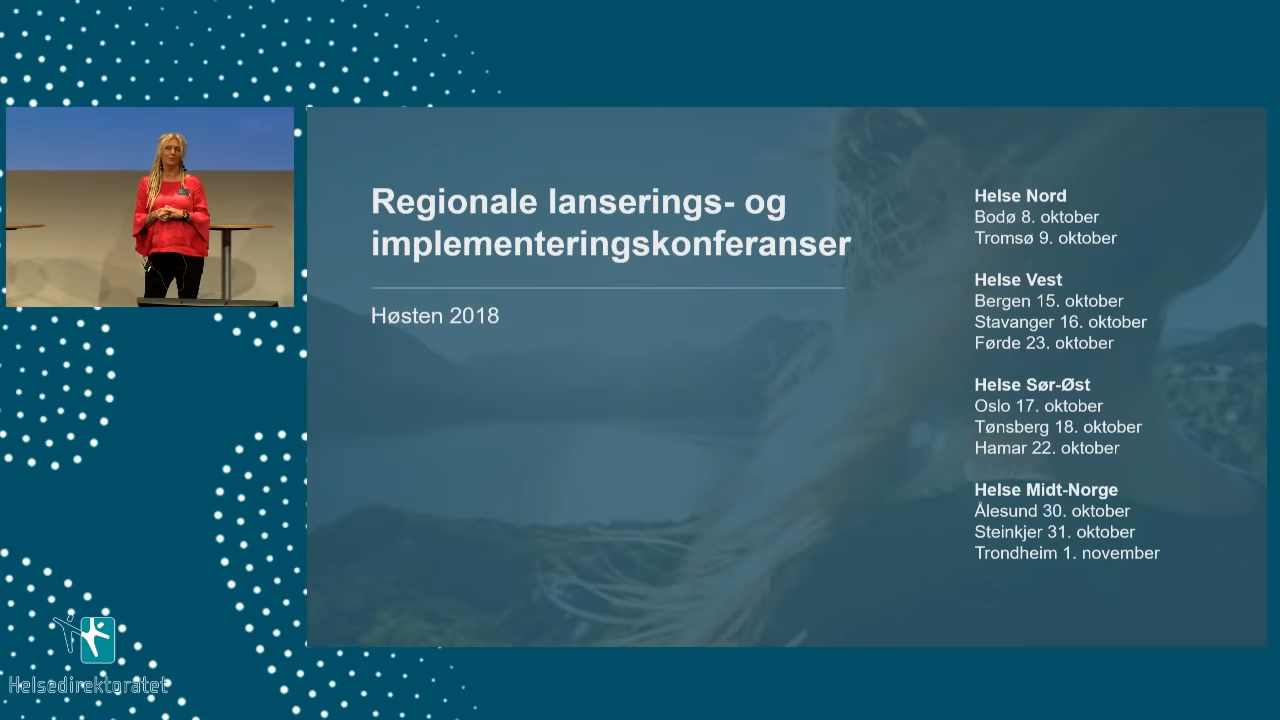 Regionale lanserings- og
implementeringskonferanser
Høsten 2018
Helse Nord
Bodø 8. oktober
Tromsø 9. oktober
Helse Vest
Bergen 15. oktober
Stavanger 16. oktober
Førde 23. oktober
Helse Sør-Øst
Oslo 17. oktober
Tønsberg 18. oktober
Hamar 22. oktober
Helse Midt-Norge
Ålesund 30. oktober
Steinkjer 31. oktober
Trondheim 1. november
Helsedirektoratet